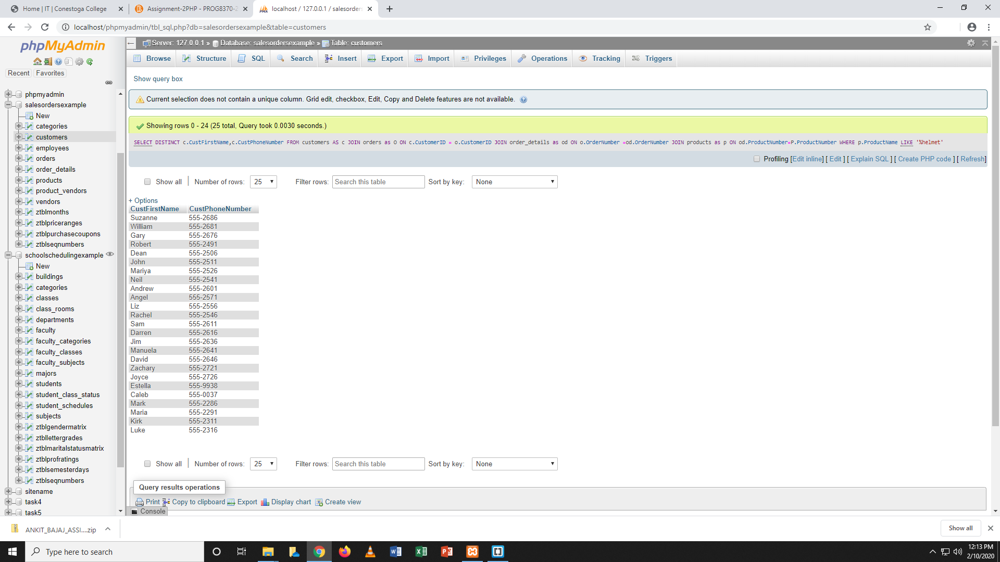 Home | IT | Conestoga College
Assignment-2PHP - PROG8370-2
localhost / 127.0.0.1 / salesorders
localhost/phpmyadmin/tbl_sql.php?db=salesordersexample&table=customers
phpMyAdmin
Recent Favorites
phpmyadmin
salesordersexample
New
categories
customers
employees
orders
order_details
products
product_vendors
vendors
ztblmonths
ztblpriceranges
ztblpurchasecoupons
ztblseqnumbers
schoolschedulingexample
New
buildings
categories
classes
class_rooms
departments
faculty
faculty_categories
faculty_classes
faculty_subjects
majors
students
student_class_status
student_schedules
subjects
ztblgendermatrix
ztbllettergrades
ztblmaritalstatusmatrix
ztblprofratings
ztblsemesterdays
ztblseqnumbers
sitename
task4
task5
Server: 127.0.0.1 » Database: salesordersexample » Table: customers
Browse Structure SQL Search Insert Export Import Privileges Operations Tracking Triggers
Show query box
Current selection does not contain a unique column. Grid edit, checkbox, Edit, Copy and Delete features are not available.
Showing rows 0 - 24 (25 total, Query took 0.0030 seconds.)
SELECT DISTINCT c.CustFirstName,c.CustPhoneNumber FROM customers AS c JOIN orders as O ON c.CustomerID = o.CustomerID JOIN order_details as od ON o.OrderNumber =od.OrderNumber JOIN products as p ON od.ProductNumber=P.ProductNumber WHERE p.ProductName LIKE '%helmet'
Profiling [Edit inline] [ Edit ] [ Explain SQL ] [ Create PHP code ] [ Refresh]
Show all | Number of rows: 25 Filter rows: Search this table Sort by key: None
+ Options
CustFirstName CustPhoneNumber
Suzanne 555-2686
William 555-2681
Gary 555-2676
Robert 555-2491
Dean 555-2506
John 555-2511
Mariya 555-2526
Neil 555-2541
Andrew 555-2601
Angel 555-2571
Liz 555-2556
Rachel 555-2546
Sam 555-2611
Darren 555-2616
Jim 555-2636
Manuela 555-2641
David 555-2646
Zachary 555-2721
Joyce 555-2726
Estella 555-9938
Caleb 555-0037
Mark 555-2286
Maria 555-2291
Kirk 555-2311
Luke 555-2316
Show all | Number of rows: 25 Filter rows: Search this table Sort by key: None
Query results operations
Print Copy to clipboard Export Display chart Create view
Console
ANKIT_BAJAJ_ASSI....zip
Show all
Type here to search
12:13 PM
2/10/2020